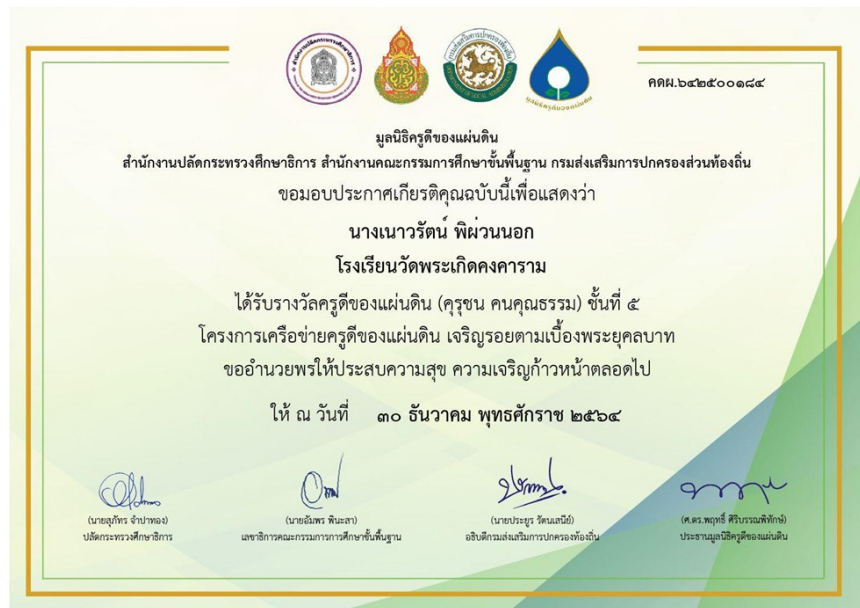 คดผ.๖๔๒๕๐๐๑๘๔
มูลนิธิครูดีของแผ่นดิน
มูลนิธิครูดีของแผ่นดิน
สำนักงานปลัดกระทรวงศึกษาธิการ สำนักงานคณะกรรมการศึกษาขั้นพื้นฐาน กรมส่งเสริมการปกครองส่วนท้องถิ่น
ขอมอบประกาศเกียรติคุณฉบับนี้เพื่อแสดงว่า
นางเนาวรัตน์ พิผ่วนนอก
โรงเรียนวัดพระเกิดคงคาราม
ได้รับรางวัลครูดีของแผ่นดิน (คุรุชน คนคุณธรรม) ชั้นที่ ๕
โครงการเครือข่ายครูดีของแผ่นดิน เจริญรอยตามเบื้องพระยุคลบาท
ขออำนวยพรให้ประสบความสุข ความเจริญก้าวหน้าตลอดไป
ให้ ณ วันที่ ๓๐ ธันวาคม พุทธศักราช ๒๕๖๔
(นายสุภัทร จำปาทอง)
ปลัดกระทรวงศึกษาธิการ
(นายอัมพร พินะสา)
เลขาธิการคณะกรรมการการศึกษาขั้นพื้นฐาน
(นายประยูร รัตนเสนีย์)
อธิบดีกรมส่งเสริมการปกครองท้องถิ่น
(ศ.ดร.พฤทธิ์ ศิริบรรณพิทักษ์)
ประธานมูลนิธิครูดีของแผ่นดิน